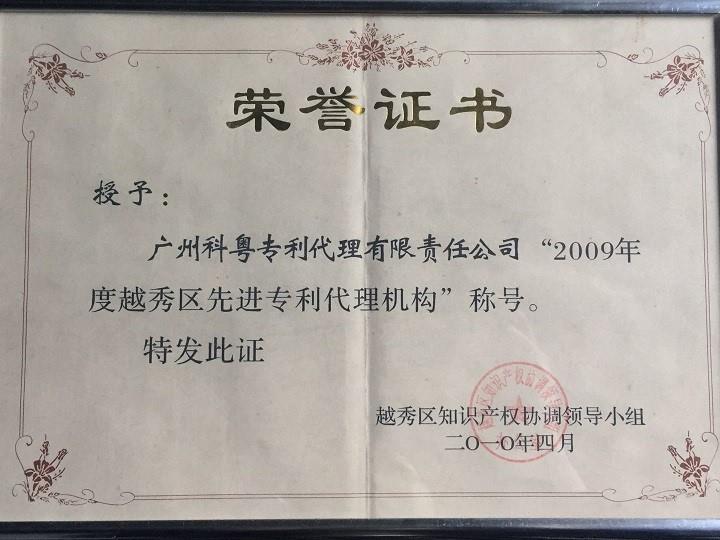 荣誉证书
授予：
广州科粤专利代理有限责任公司“2009年
度越秀区先进专利代理机构”称号。
特发此证
越秀区知识产权协调领导小组
二O一O年四月